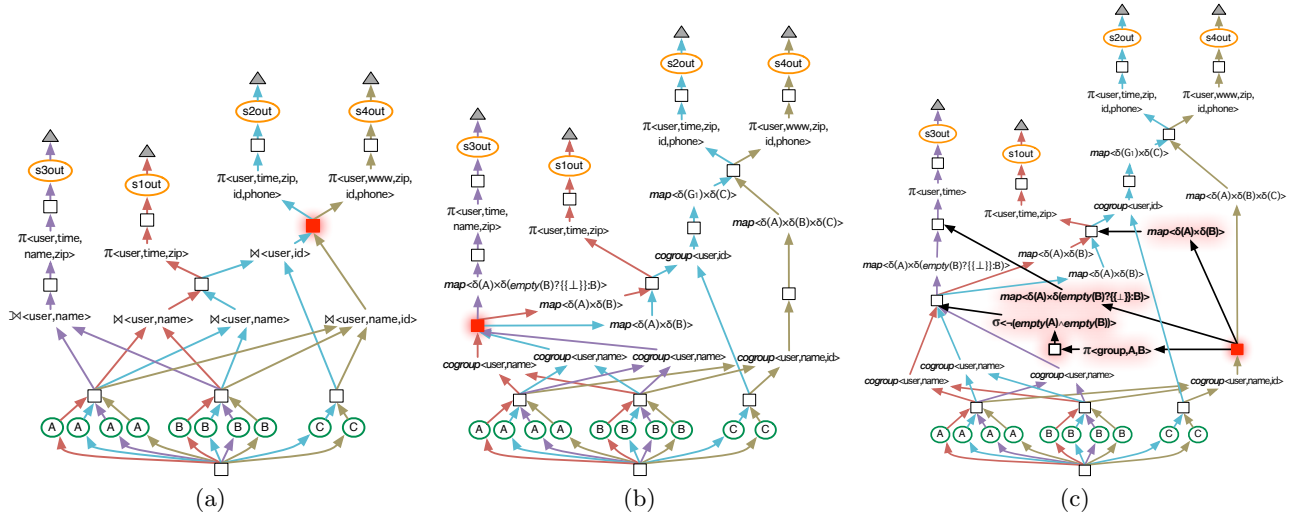 s2out
s4out
π<user,time,zip,
id,phone>
π<user,www,zip,
id,phone>
s3out
s1out
π<user,time,
name,zip>
π<user,time,zip>
⋈<user,id>
⟕<user,name>
⋈<user,name>
⋈<user,name>
⋈<user,name,id>
A
A
A
A
B
B
B
B
C
C
(a)
s2out
s4out
π<user,time,zip,
id,phone>
π<user,www,zip,
id,phone>
s3out
s1out
map<δ(G₁)×δ(C)>
π<user,time,
name,zip>
π<user,time,zip>
cogroup<user,id>
map<δ(A)×δ(B)×δ(C)>
map<δ(A)×δ(empty(B)?{{⊥}}:B)>
map<δ(A)×δ(B)>
map<δ(A)×δ(B)>
cogroup<user,name>
cogroup<user,name>
cogroup<user,name>
cogroup<user,name,id>
A
A
A
A
B
B
B
B
C
C
(b)
s2out
s4out
π<user,time,zip,
id,phone>
π<user,www,zip,
id,phone>
s3out
s1out
map<δ(G₁)×δ(C)>
π<user,time>
map<δ(A)×δ(B)×δ(C)>
cogroup<user,id>
π<user,time,zip>
map<δ(A)×δ(B)>
map<δ(A)×δ(B)>
map<δ(A)×δ(empty(B)?{{⊥}}:B)>
map<δ(A)×δ(B)>
map<δ(A)×δ(empty(B)?{{⊥}}:B)>
σ<¬(empty(A)∧empty(B))>
π<group,A,B>
cogroup<user,name>
cogroup<user,name>
cogroup<user,name>
cogroup<user,name,id>
A
A
A
A
B
B
B
B
C
C
(c)